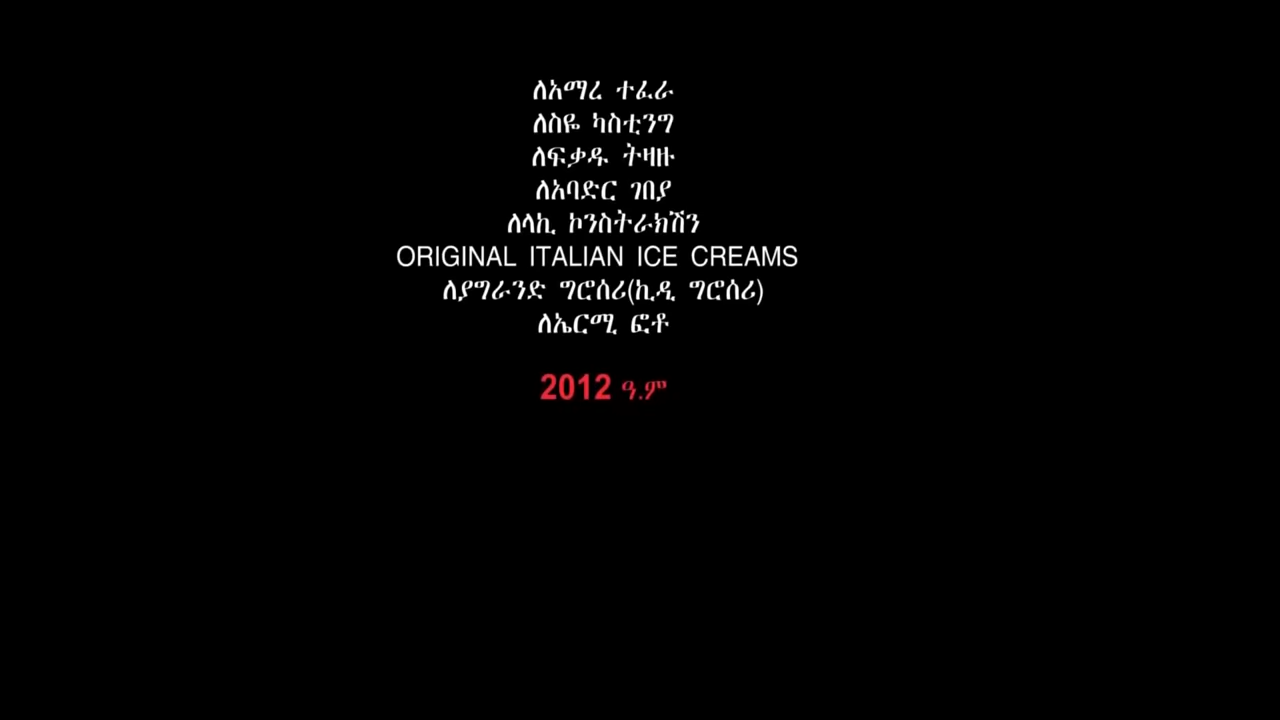 ለአማረ ተፈራ
ለስዬ ካስቲንግ
ለፍቃዱ ትዛዙ
ለአባድር ገበያ
ለላኪ ኮንስትራክሽን
ORIGINAL ITALIAN ICE CREAMS
ለያግራንድ ግሮሰሪ(ኪዲ ግሮሰሪ)
ለኤርሚ ፎቶ
2012 ዓ.ም